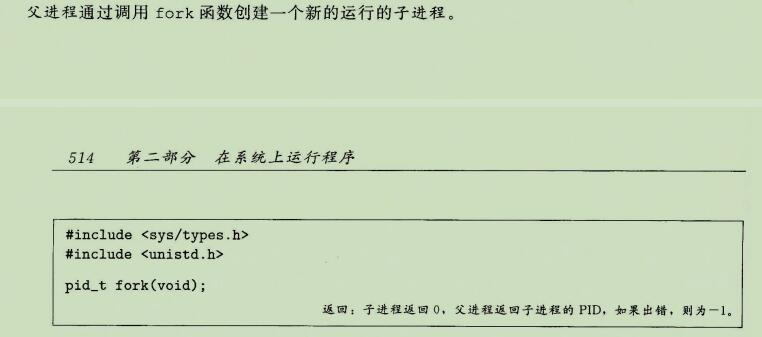 父进程通过调用 fork 函数创建一个新的运行的子进程。
514 第二部分 在系统上运行程序
#include <sys/types.h>
#include <unistd.h>
pid_t fork(void);
返回：子进程返回 0，父进程返回子进程的 PID，如果出错，则为－1。